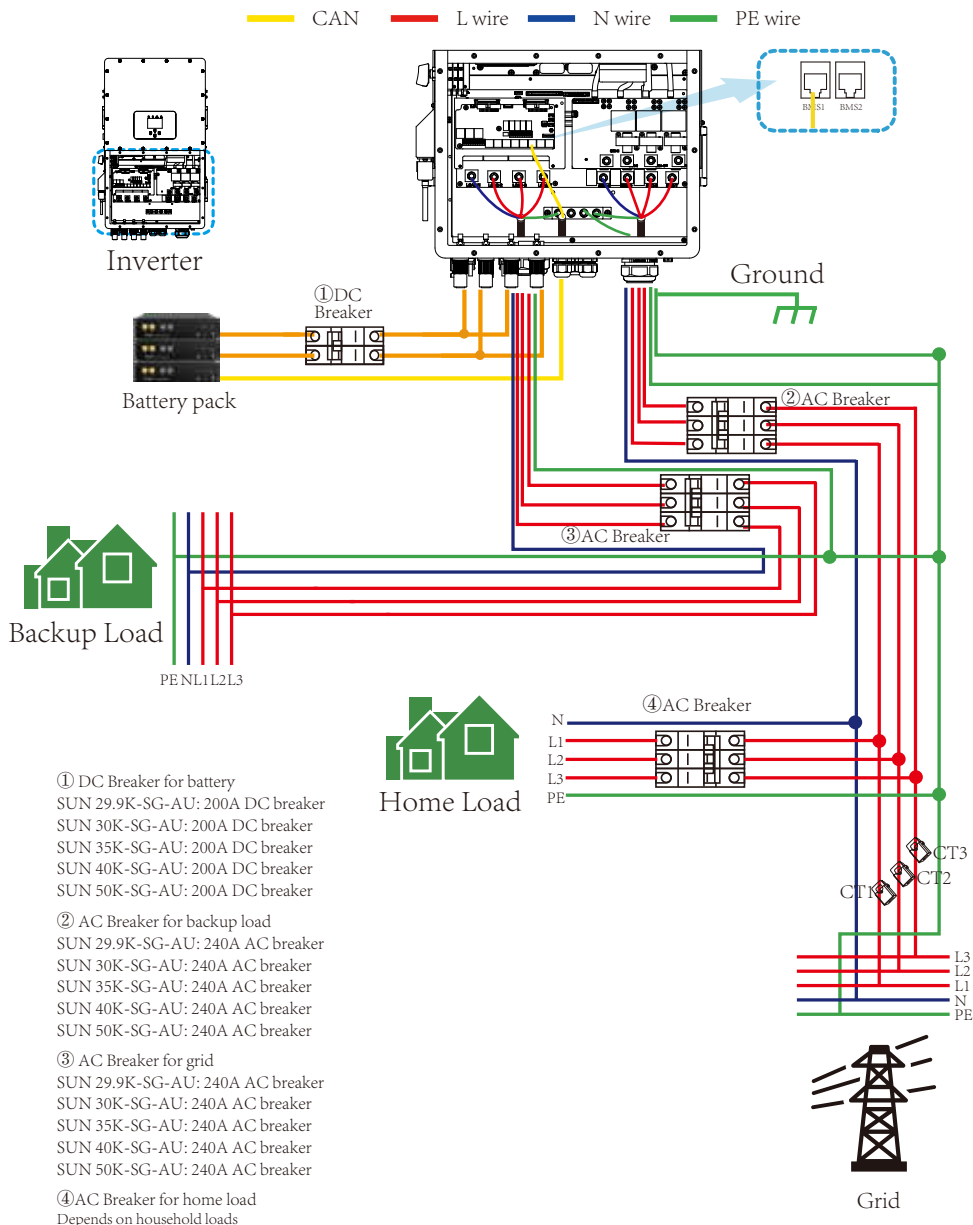 CAN L wire N wire PE wire
BMS1 BMS2
Inverter
Ground
①DC
Breaker
Battery pack
②AC Breaker
③AC Breaker
Backup Load
PE N L1 L2 L3
④AC Breaker
N
L1
L2
L3
PE
Home Load
CT3
CT2
CT1
L3
L2
L1
N
PE
Grid
① DC Breaker for battery
SUN 29.9K-SG-AU: 200A DC breaker
SUN 30K-SG-AU: 200A DC breaker
SUN 35K-SG-AU: 200A DC breaker
SUN 40K-SG-AU: 200A DC breaker
SUN 50K-SG-AU: 200A DC breaker
② AC Breaker for backup load
SUN 29.9K-SG-AU: 240A AC breaker
SUN 30K-SG-AU: 240A AC breaker
SUN 35K-SG-AU: 240A AC breaker
SUN 40K-SG-AU: 240A AC breaker
SUN 50K-SG-AU: 240A AC breaker
③ AC Breaker for grid
SUN 29.9K-SG-AU: 240A AC breaker
SUN 30K-SG-AU: 240A AC breaker
SUN 35K-SG-AU: 240A AC breaker
SUN 40K-SG-AU: 240A AC breaker
SUN 50K-SG-AU: 240A AC breaker
④AC Breaker for home load
Depends on household loads